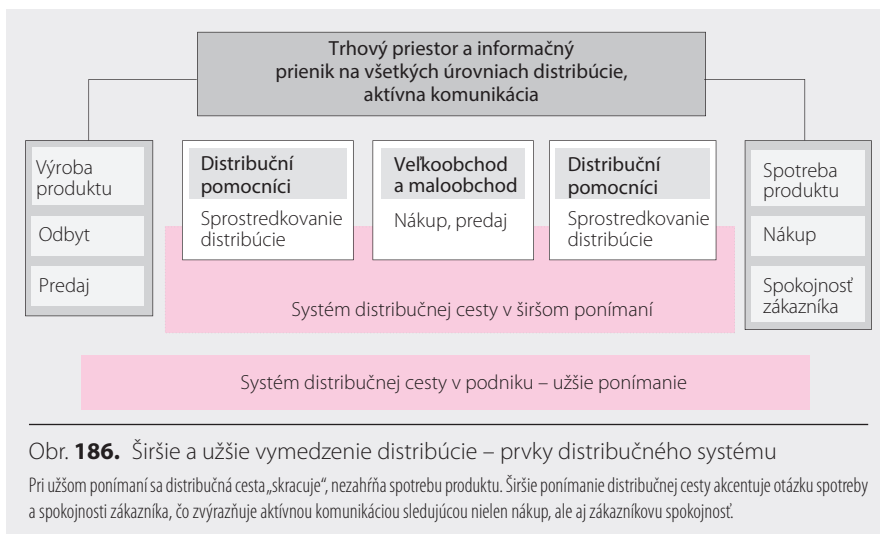 Trhový priestor a informačný
prienik na všetkých úrovniach distribúcie,
aktívna komunikácia
Výroba
produktu
Odbyt
Predaj
Distribuční
pomocníci
Sprostredkovanie
distribúcie
Veľkoobchod
a maloobchod
Nákup, predaj
Distribuční
pomocníci
Sprostredkovanie
distribúcie
Spotreba
produktu
Nákup
Spokojnosť
zákazníka
Systém distribučnej cesty v širšom ponímaní
Systém distribučnej cesty v podniku – užšie ponímanie
Obr. 186. Širšie a užšie vymedzenie distribúcie – prvky distribučného systému
Pri užšom ponímaní sa distribučná cesta „skracuje“, nezahŕňa spotrebu produktu. Širšie ponímanie distribučnej cesty akcentuje otázku spotreby
a spokojnosti zákazníka, čo zvýrazňuje aktívnou komunikáciou sledujúcou nielen nákup, ale aj zákazníkovu spokojnosť.